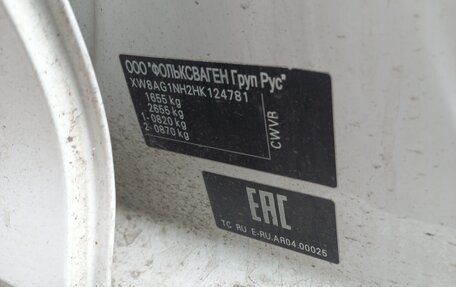 ООО "ФОЛЬКСВАГЕН Груп Рус"
XW8AG1NH2HK124781
1655 kg
2655 kg
1- 0820 kg
2- 0870 kg
CWVB
EAC
TC RU E-RU.AR04.00025